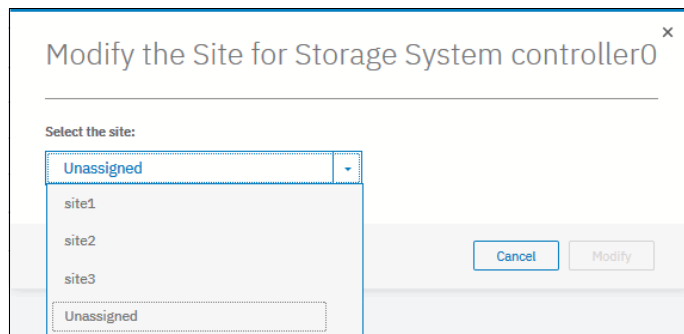 ×
Modify the Site for Storage System controller0
Select the site:
Unassigned
site1
site2
site3
Unassigned
Cancel
Modify